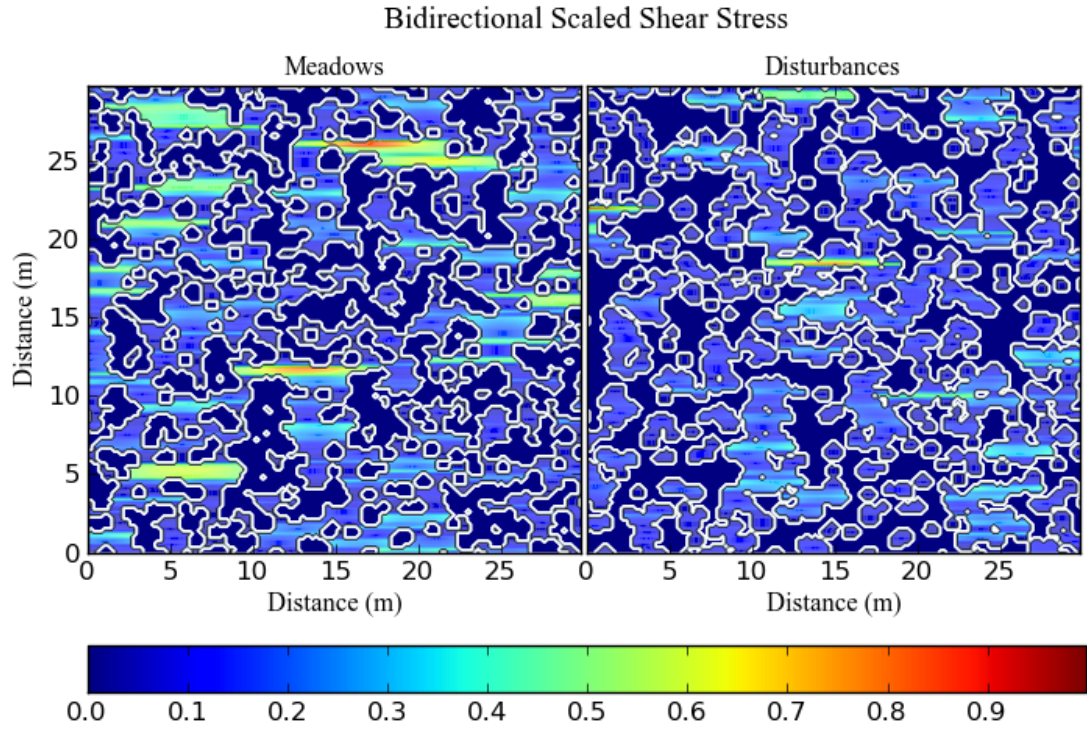 Bidirectional Scaled Shear Stress
Meadows
Disturbances
Distance (m)
25
20
15
10
5
0
0 5 10 15 20 25
0 5 10 15 20 25
Distance (m)
Distance (m)
0.0 0.1 0.2 0.3 0.4 0.5 0.6 0.7 0.8 0.9